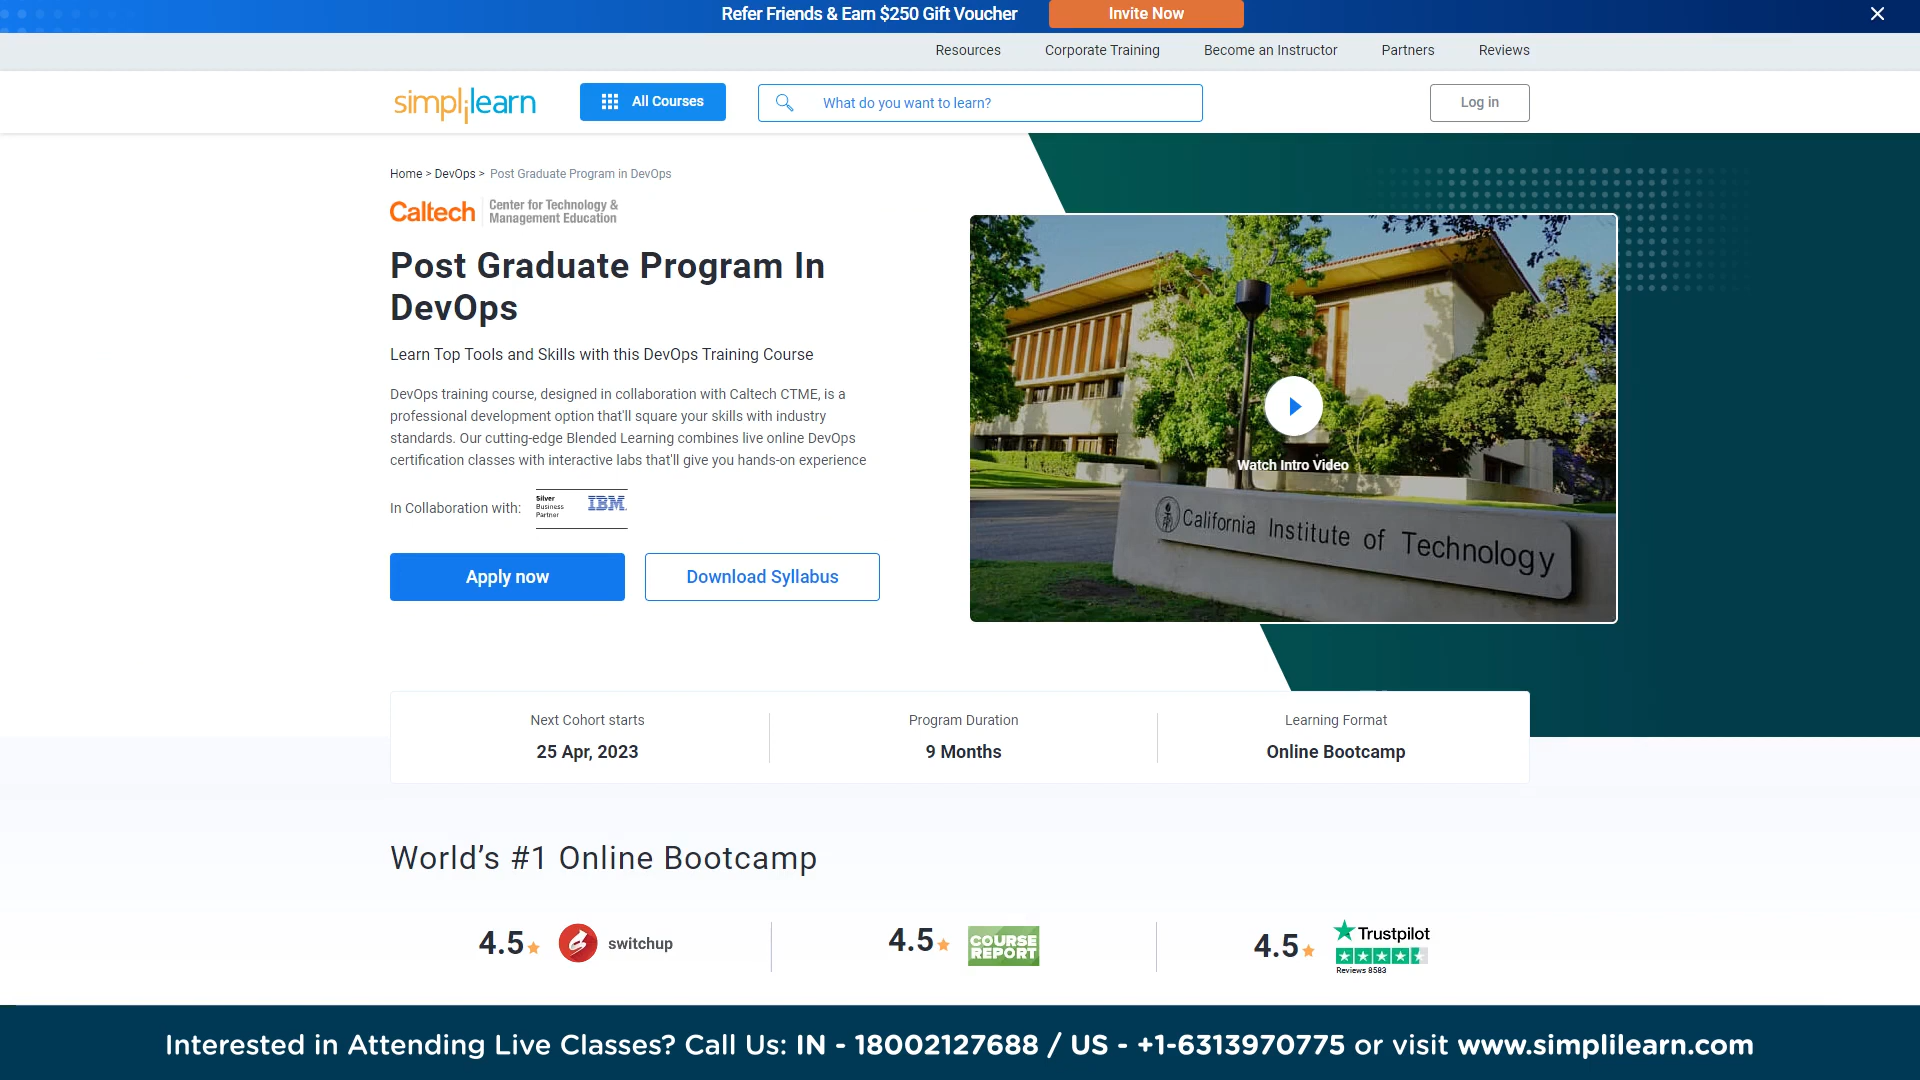 Refer Friends & Earn $250 Gift Voucher Invite Now
Resources Corporate Training Become an Instructor Partners Reviews
simplilearn All Courses What do you want to learn? Log in
Home > DevOps > Post Graduate Program in DevOps
Caltech Center for Technology &
Management Education
Post Graduate Program In
DevOps
Learn Top Tools and Skills with this DevOps Training Course
DevOps training course, designed in collaboration with Caltech CTME, is a
professional development option that'll square your skills with industry
standards. Our cutting-edge Blended Learning combines live online DevOps
certification classes with interactive labs that'll give you hands-on experience
In Collaboration with:
Silver
Business
Partner
IBM
Apply now Download Syllabus
Watch Intro Video
California Institute of Technology
Next Cohort starts Program Duration Learning Format
25 Apr, 2023 9 Months Online Bootcamp
World's #1 Online Bootcamp
4.5 switchup
4.5 COURSE
REPORT
4.5 Trustpilot
Reviews 8583
Interested in Attending Live Classes? Call Us: IN - 18002127688 / US - +1-6313970775 or visit www.simplilearn.com